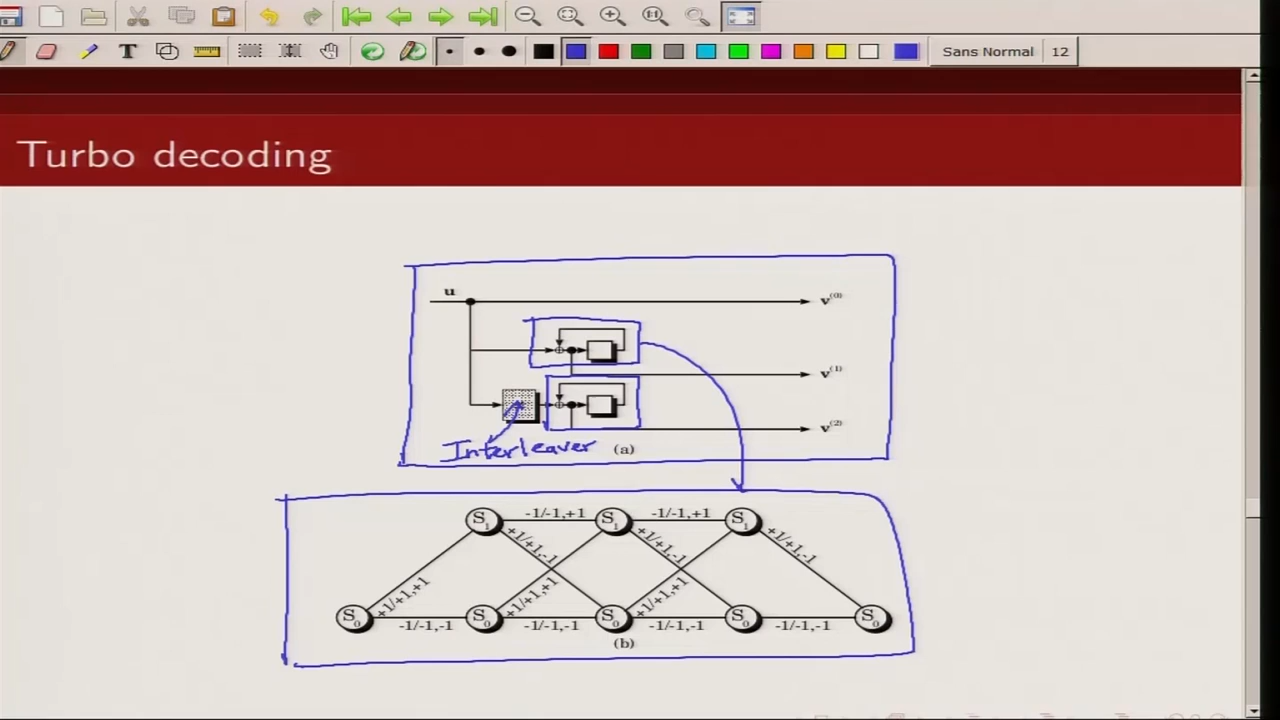 Sans Normal 12
Turbo decoding
u
v(0)
v(1)
v(2)
Interleaver (a)
S1 -1/-1,+1 S1 -1/-1,+1 S1
+1/+1,-1 +1/+1,-1 +1/+1,-1
+1/+1,+1 +1/+1,+1 +1/+1,+1
S0 -1/-1,-1 S0 -1/-1,-1 S0 -1/-1,-1 S0 -1/-1,-1 S0
(b)